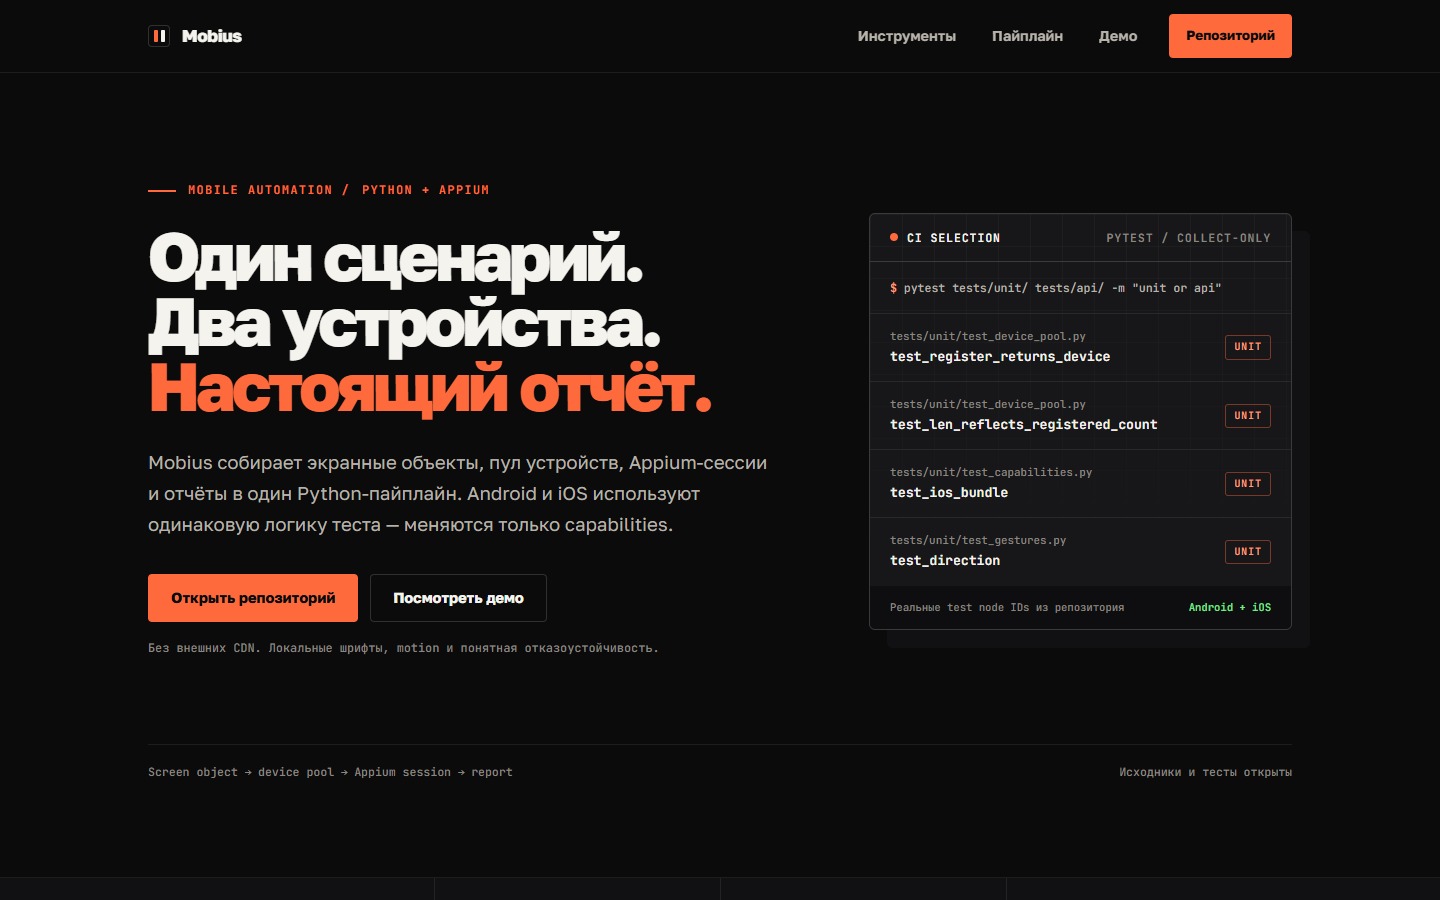 Mobius
Инструменты
Пайплайн
Демо
Репозиторий
MOBILE AUTOMATION / PYTHON + APPIUM
Один сценарий.
Два устройства.
Настоящий отчёт.
Mobius собирает экранные объекты, пул устройств, Appium-сессии
и отчёты в один Python-пайплайн. Android и iOS используют
одинаковую логику теста — меняются только capabilities.
Открыть репозиторий
Посмотреть демо
Без внешних CDN. Локальные шрифты, motion и понятная отказоустойчивость.
CI SELECTION
PYTEST / COLLECT-ONLY
$ pytest tests/unit/ tests/api/ -m "unit or api"
tests/unit/test_device_pool.py
test_register_returns_device
UNIT
tests/unit/test_device_pool.py
test_len_reflects_registered_count
UNIT
tests/unit/test_capabilities.py
test_ios_bundle
UNIT
tests/unit/test_gestures.py
test_direction
UNIT
Реальные test node IDs из репозитория
Android + iOS
Screen object → device pool → Appium session → report
Исходники и тесты открыты